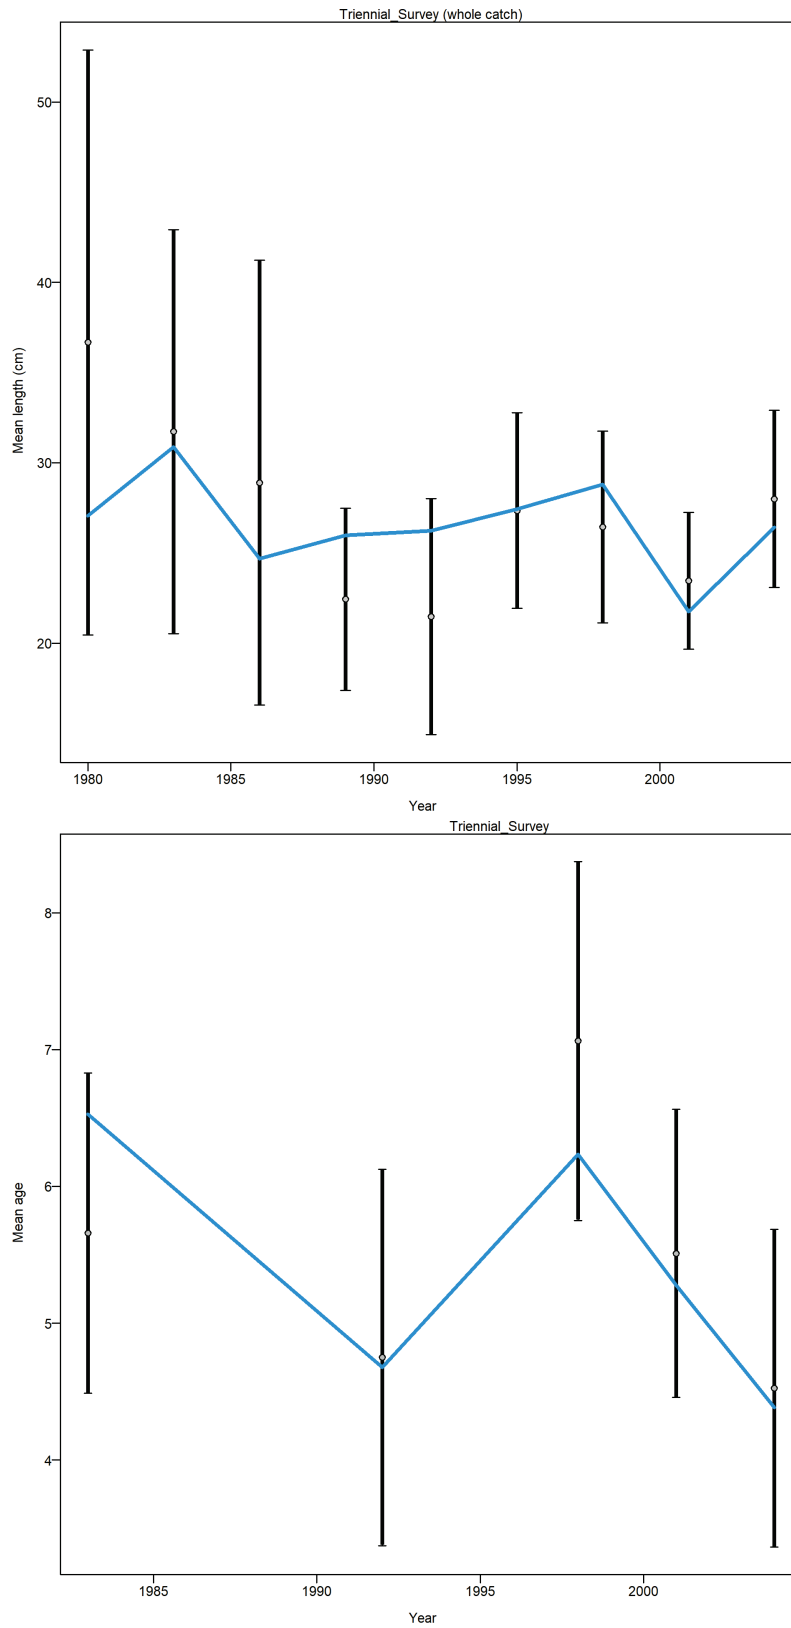 Triennial_Survey (whole catch)
Mean length (cm)
50
40
30
20
1980 1985 1990 1995 2000
Year
Triennial_Survey
Mean age
8
7
6
5
4
1985 1990 1995 2000
Year